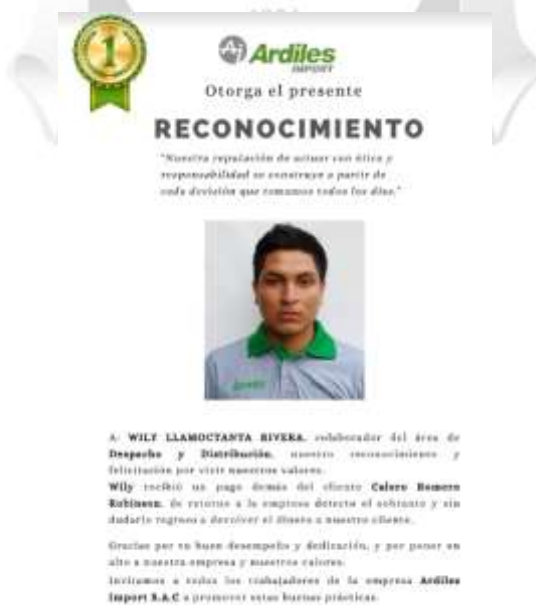 1
Ai Ardiles
IMPORT
Otorga el presente
RECONOCIMIENTO
"Nuestra reputación de actuar con ética y
responsabilidad se construye a partir de
cada decisión que tomamos todos los días."
A: WILY LLAMOCTANTA RIVERA, colaborador del área de
Despacho y Distribución, nuestro reconocimiento y
felicitación por vivir nuestros valores.
Wily recibió un pago demás del cliente Calero Romero
Robinson, de retorno a la empresa detecto el sobrante y sin
dudarlo regreso a devolver el dinero a nuestro cliente.
Gracias por tu buen desempeño y dedicación, y por poner en
alto a nuestra empresa y nuestros valores.
Invitamos a todos los trabajadores de la empresa Ardiles
Import S.A.C a promover estas buenas prácticas.